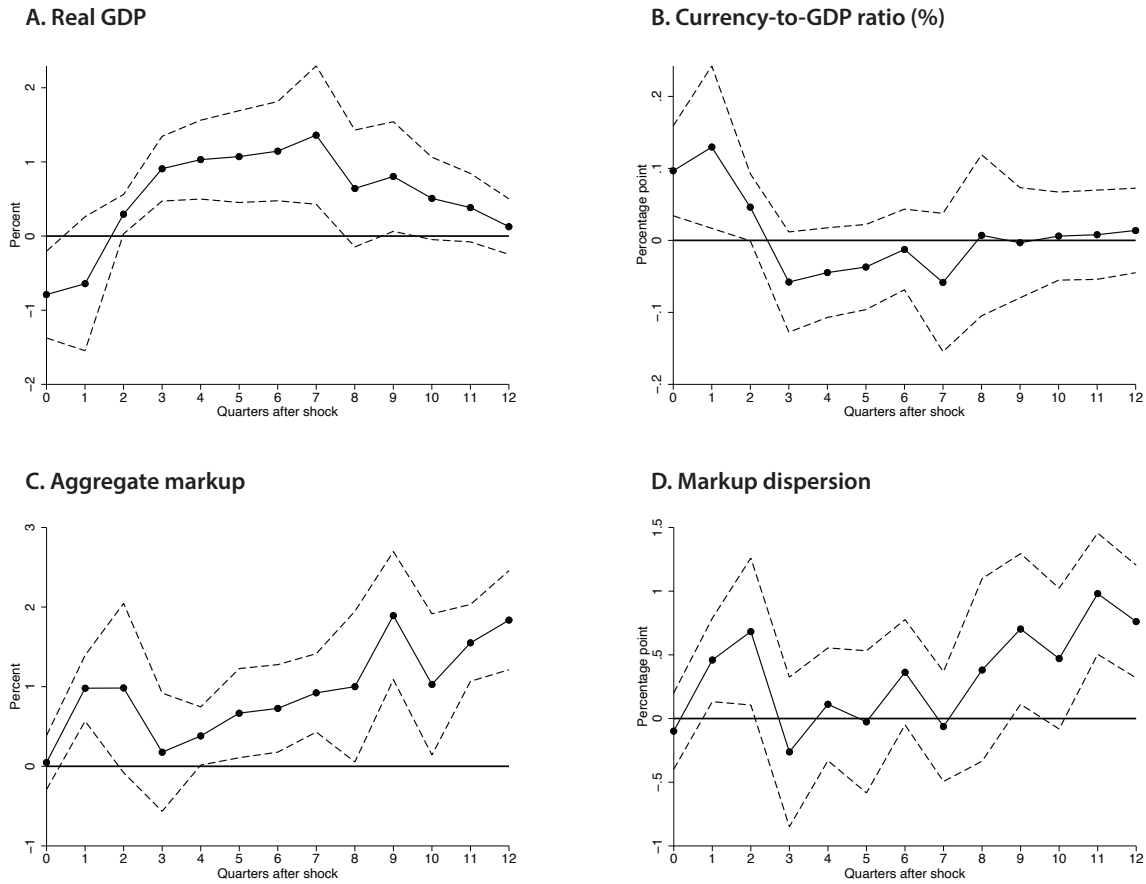 A. Real GDP
Percent
2
1
0
−1
−2
0 1 2 3 4 5 6 7 8 9 10 11 12
Quarters after shock
B. Currency-to-GDP ratio (%)
Percentage point
.2
.1
0
−.1
−.2
0 1 2 3 4 5 6 7 8 9 10 11 12
Quarters after shock
C. Aggregate markup
Percent
3
2
1
0
−1
0 1 2 3 4 5 6 7 8 9 10 11 12
Quarters after shock
D. Markup dispersion
Percentage point
1.5
1
.5
0
−.5
−1
0 1 2 3 4 5 6 7 8 9 10 11 12
Quarters after shock